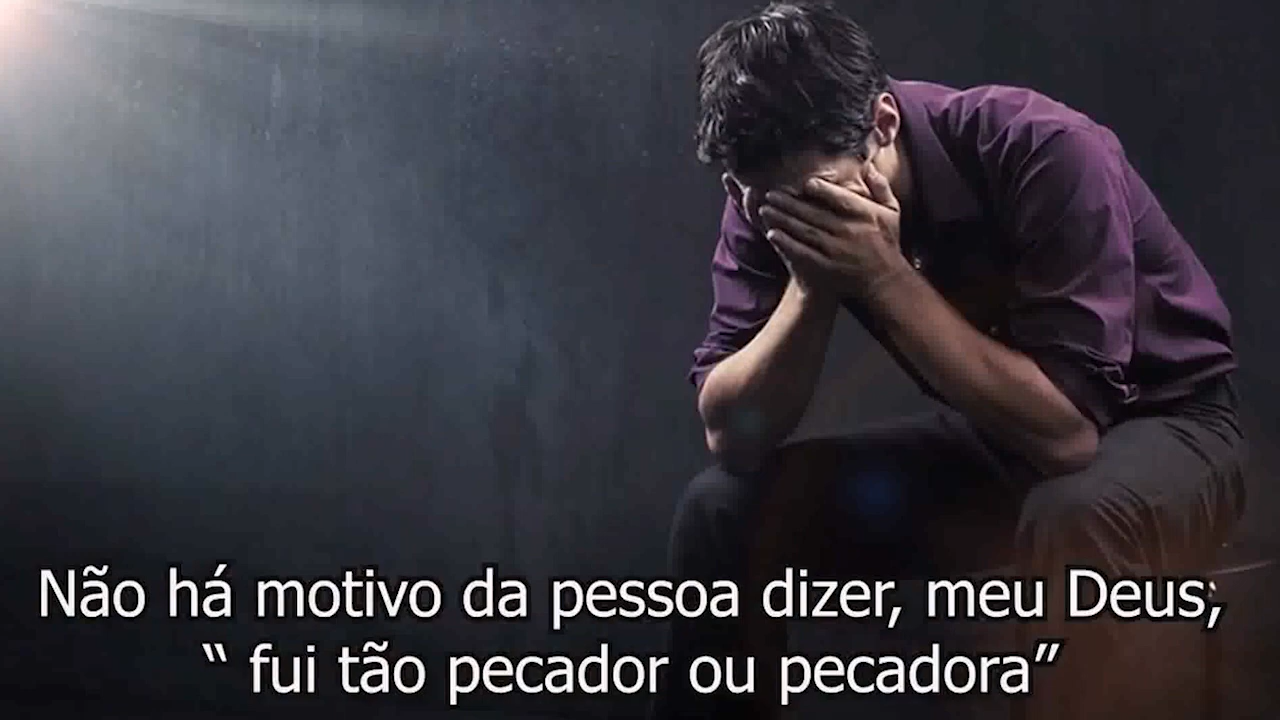 Não há motivo da pessoa dizer, meu Deus,
“ fui tão pecador ou pecadora”